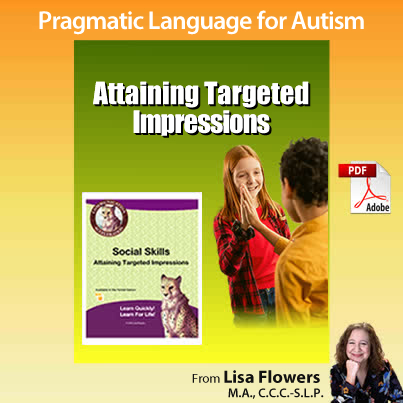 Pragmatic Language for Autism
Attaining Targeted
Impressions
PDF
Adobe
Social Skills
Attaining Targeted Impressions
Learn Quickly!
Learn For Life!
From Lisa Flowers
M.A., C.C.C.-S.L.P.